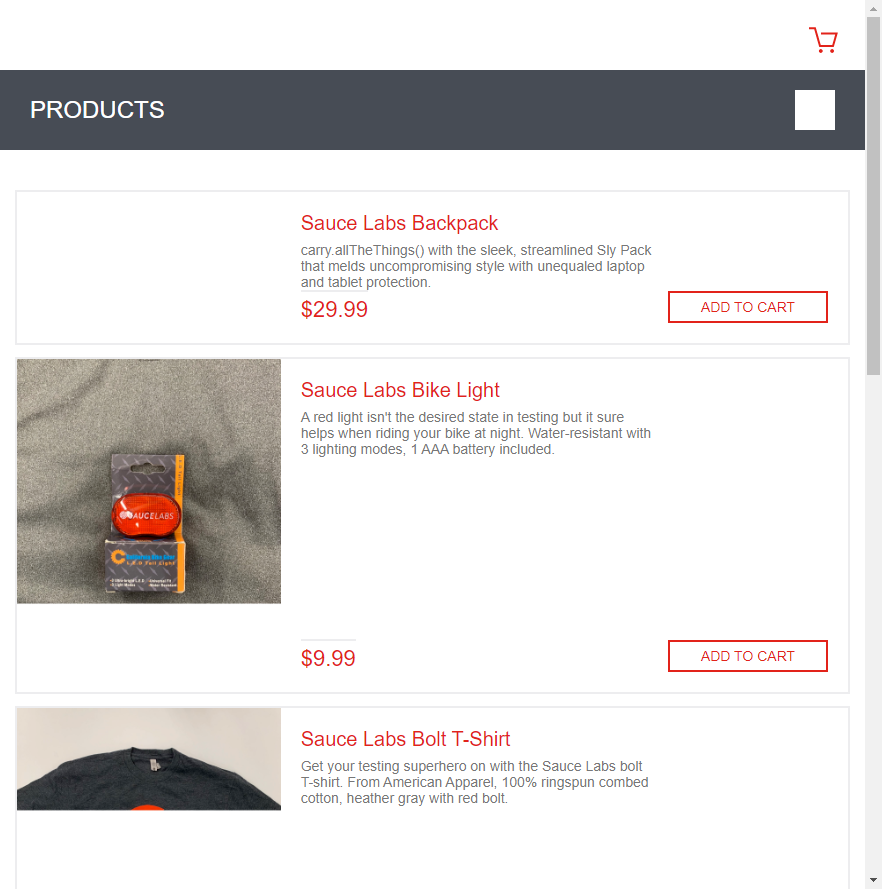 PRODUCTS
Sauce Labs Backpack
carry.allTheThings() with the sleek, streamlined Sly Pack
that melds uncompromising style with unequaled laptop
and tablet protection.
$29.99
ADD TO CART
Sauce Labs Bike Light
A red light isn't the desired state in testing but it sure
helps when riding your bike at night. Water-resistant with
3 lighting modes, 1 AAA battery included.
SAUCELABS
$9.99
ADD TO CART
Sauce Labs Bolt T-Shirt
Get your testing superhero on with the Sauce Labs bolt
T-shirt. From American Apparel, 100% ringspun combed
cotton, heather gray with red bolt.